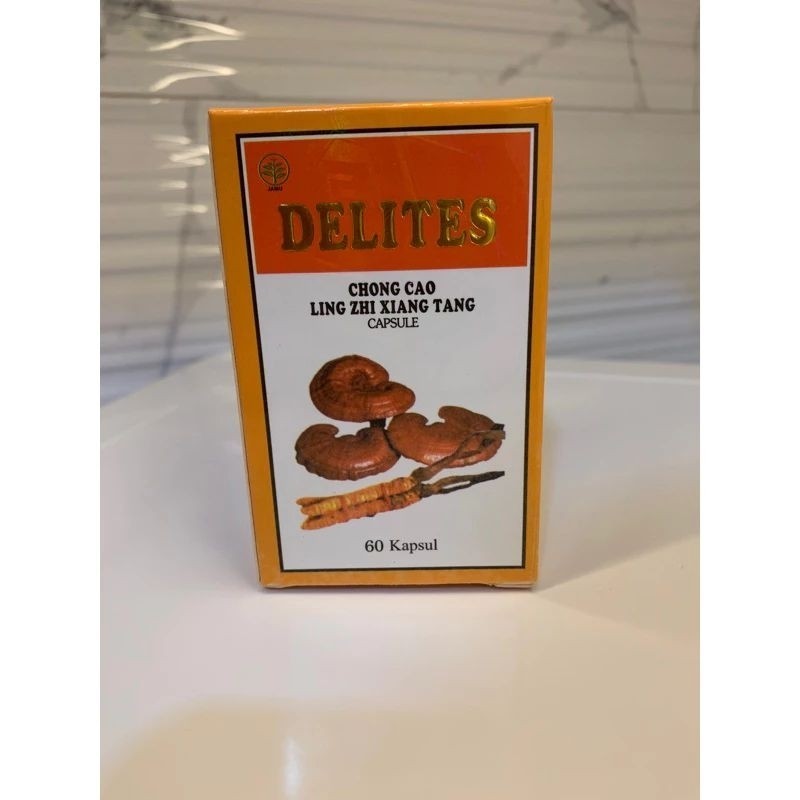 JAMU
DELITES
CHONG CAO
LING ZHI XIANG TANG
CAPSULE
60 Kapsul